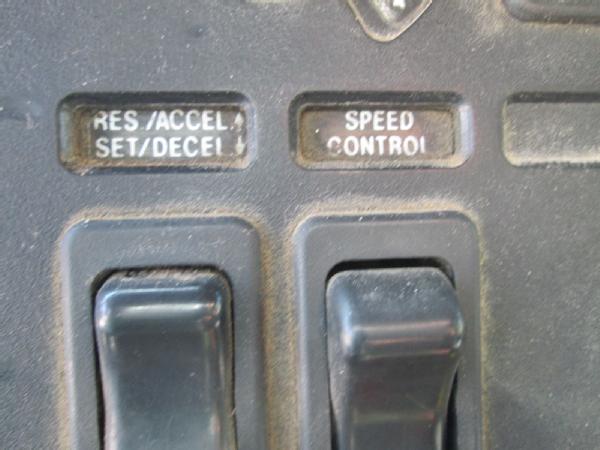 RES./ACCEL.
SET/DECEL
SPEED
CONTROL